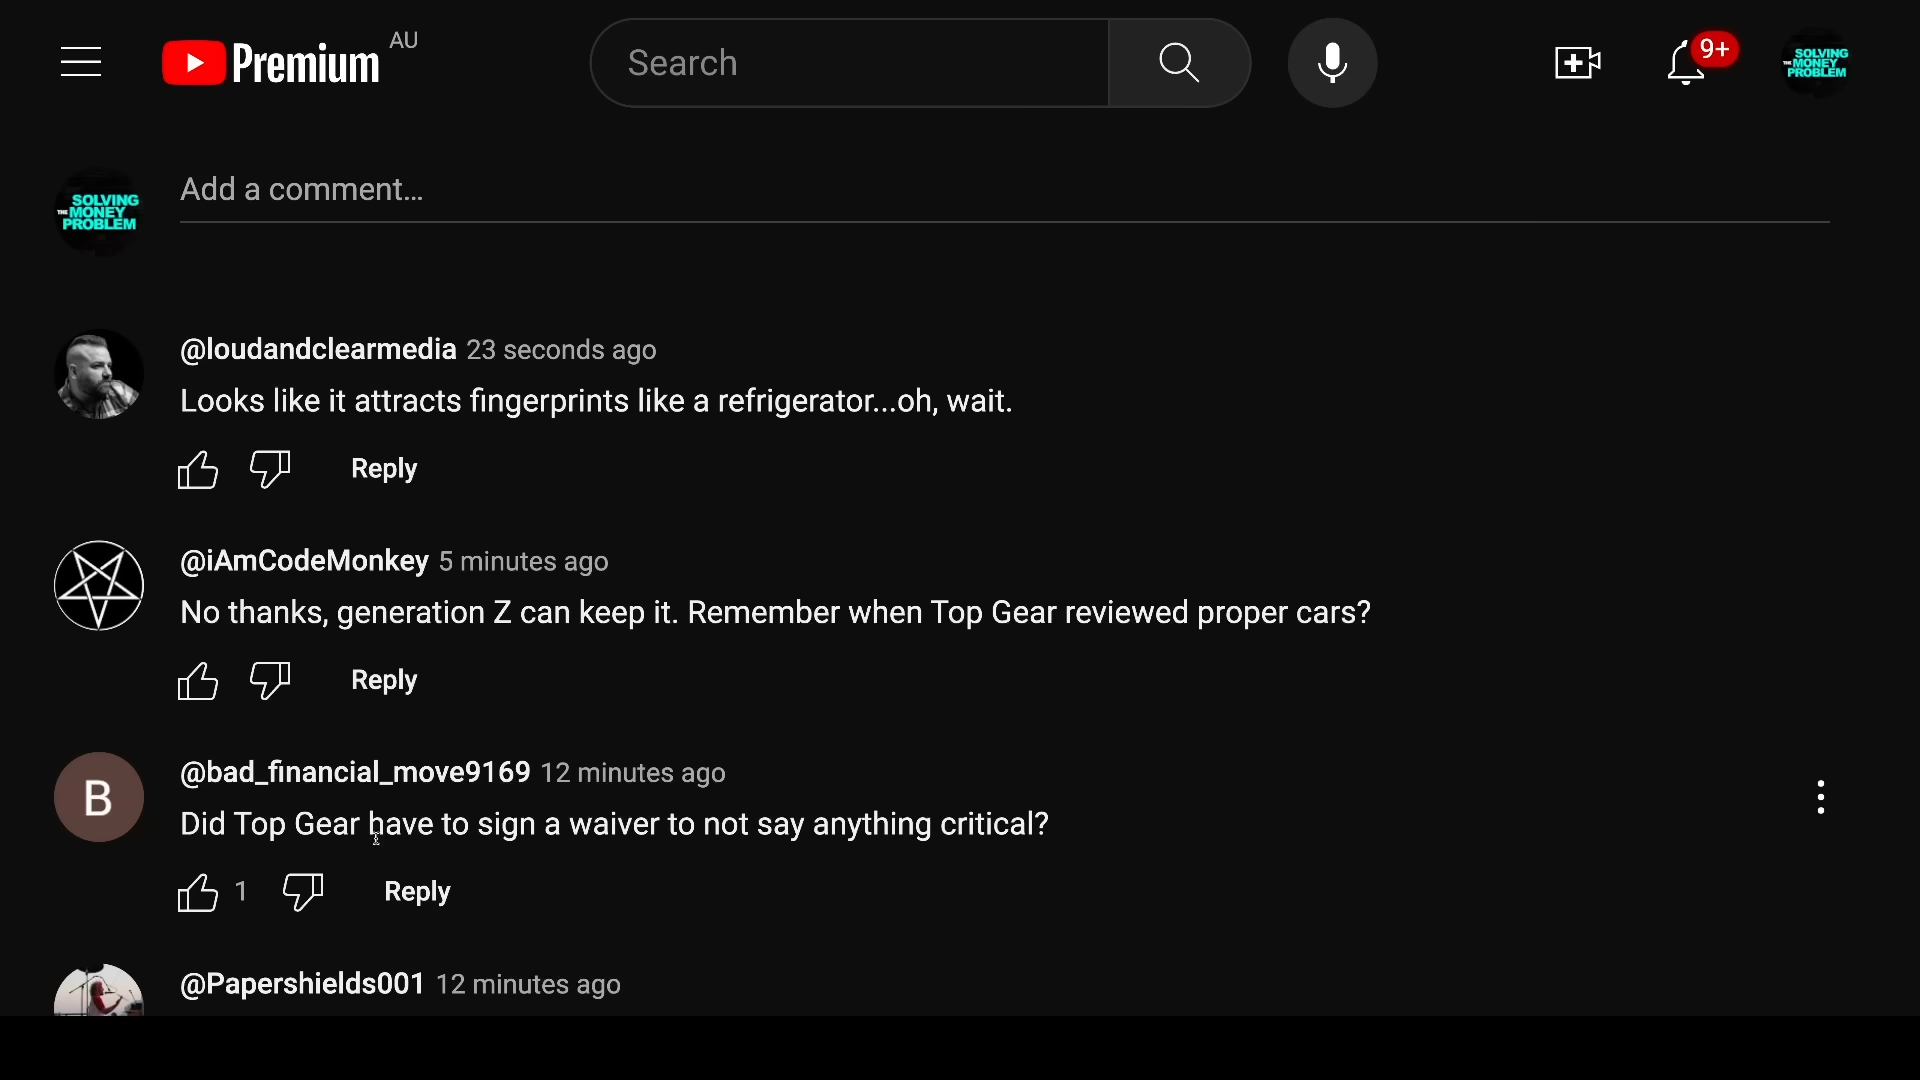 Premium AU
Search
9+
SOLVING
THE MONEY
PROBLEM
SOLVING
THE MONEY
PROBLEM
Add a comment...
@loudandclearmedia 23 seconds ago
Looks like it attracts fingerprints like a refrigerator...oh, wait.
Reply
@iAmCodeMonkey 5 minutes ago
No thanks, generation Z can keep it. Remember when Top Gear reviewed proper cars?
Reply
B
@bad_financial_move9169 12 minutes ago
Did Top Gear have to sign a waiver to not say anything critical?
1 Reply
@Papershields001 12 minutes ago